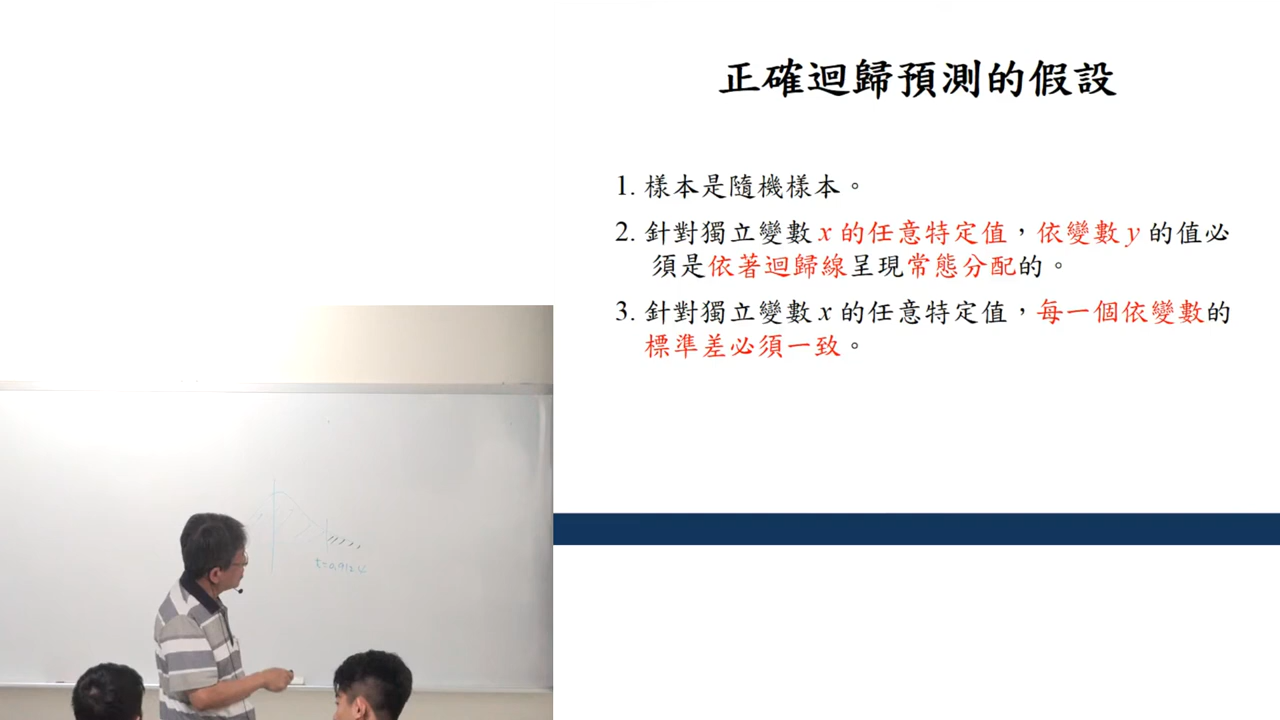 正確迴歸預測的假設
1. 樣本是隨機樣本。
2. 針對獨立變數 x 的任意特定值，依變數 y 的值必
須是依著迴歸線呈現常態分配的。
3. 針對獨立變數 x 的任意特定值，每一個依變數的
標準差必須一致。